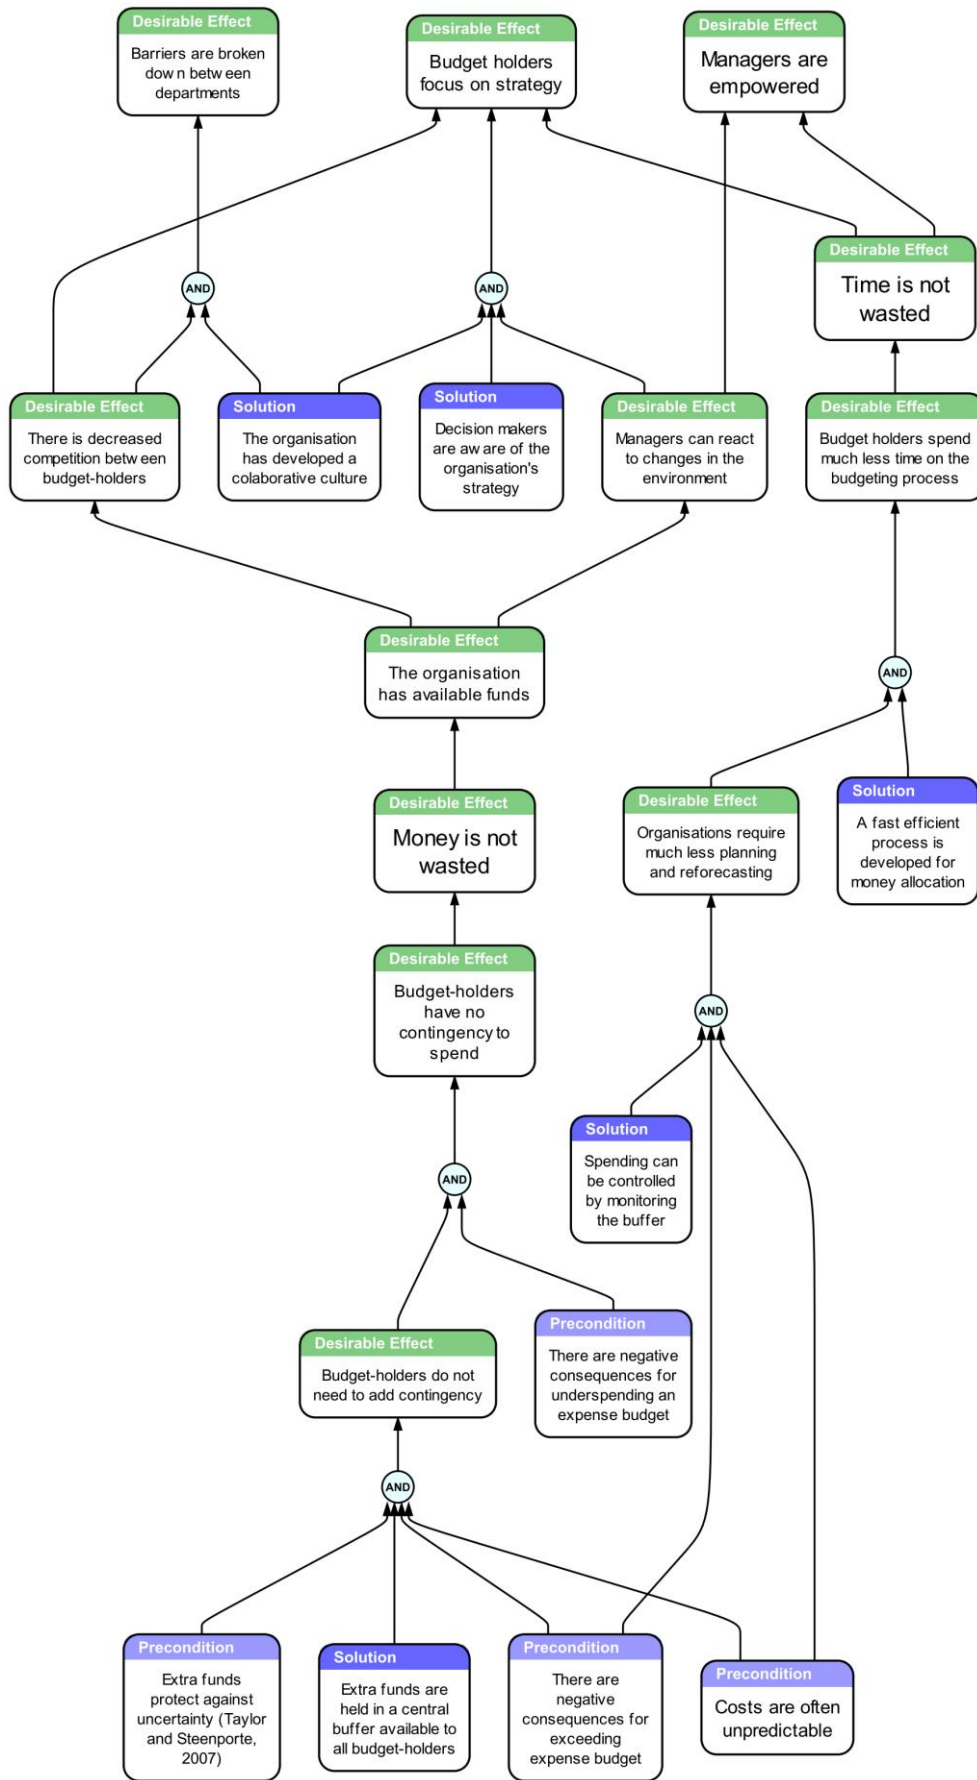 Desirable Effect
Barriers are broken
down between
departments
Desirable Effect
Budget holders
focus on strategy
Desirable Effect
Managers are
empowered
Desirable Effect
Time is not
wasted
AND
AND
Desirable Effect
There is decreased
competition between
budget-holders
Solution
The organisation
has developed a
colaborative culture
Solution
Decision makers
are aware of the
organisation's
strategy
Desirable Effect
Managers can react
to changes in the
environment
Desirable Effect
Budget holders spend
much less time on the
budgeting process
Desirable Effect
The organisation
has available funds
AND
Desirable Effect
Money is not
wasted
Desirable Effect
Organisations require
much less planning
and reforecasting
Solution
A fast efficient
process is
developed for
money allocation
Desirable Effect
Budget-holders
have no
contingency to
spend
AND
Solution
Spending can
be controlled
by monitoring
the buffer
AND
Desirable Effect
Budget-holders do not
need to add contingency
Precondition
There are negative
consequences for
underspending an
expense budget
AND
Precondition
Extra funds
protect against
uncertainty (Taylor
and Steenporte,
2007)
Solution
Extra funds are
held in a central
buffer available to
all budget-holders
Precondition
There are
negative
consequences for
exceeding
expense budget
Precondition
Costs are often
unpredictable